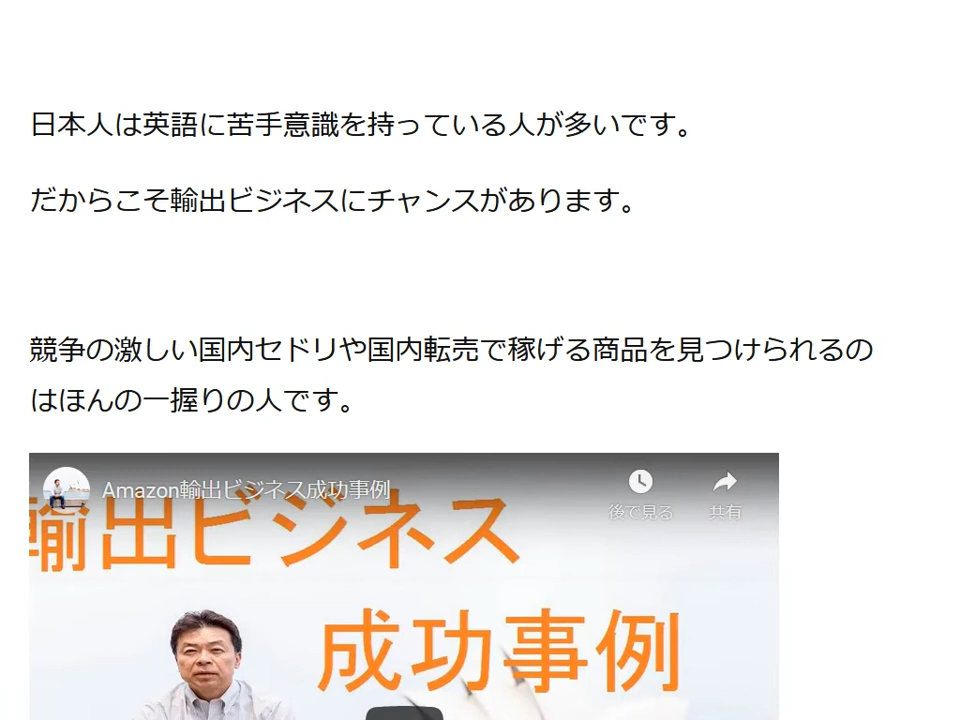 日本人は英語に苦手意識を持っている人が多いです。
だからこそ輸出ビジネスにチャンスがあります。
競争の激しい国内セドリや国内転売で稼げる商品を見つけられるの
はほんの一握りの人です。
Amazon輸出ビジネス成功事例
後で見る
共有
輸出ビジネス
成功事例